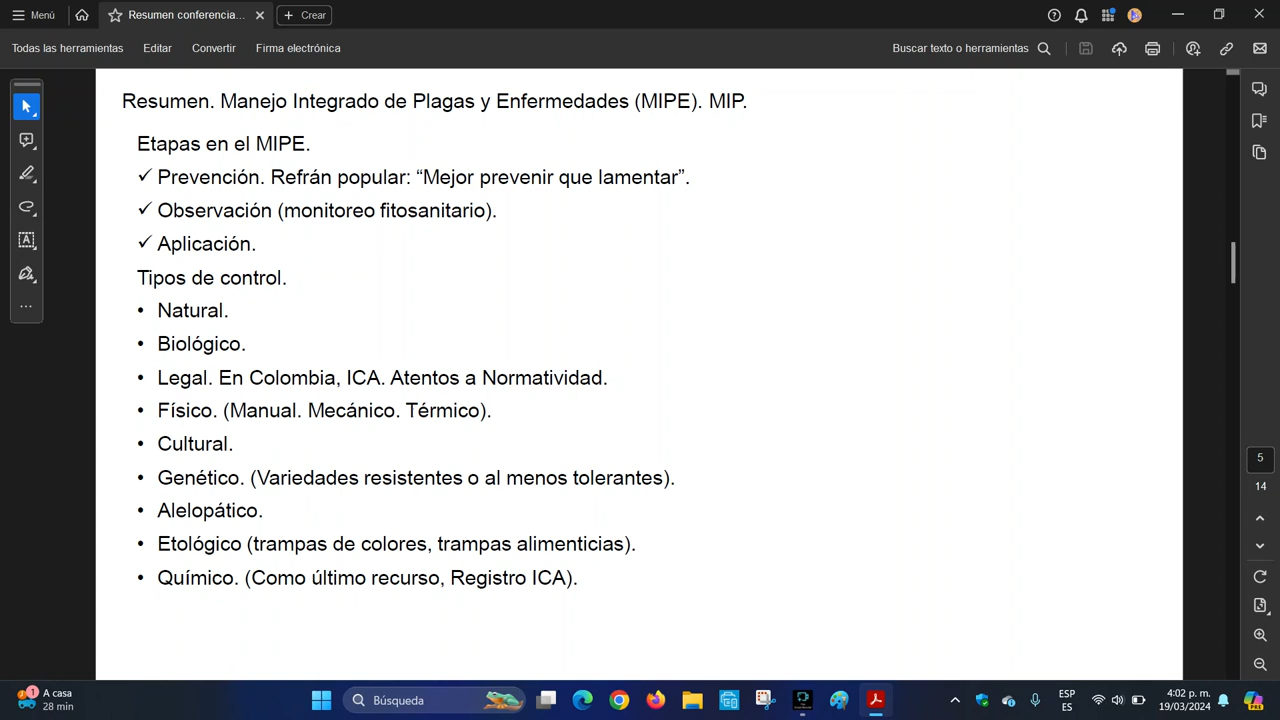 Menú
Resumen conferencia...
Crear
Todas las herramientas
Editar
Convertir
Firma electrónica
Buscar texto o herramientas
Resumen. Manejo Integrado de Plagas y Enfermedades (MIPE). MIP.
Etapas en el MIPE.
✓ Prevención. Refrán popular: “Mejor prevenir que lamentar”.
✓ Observación (monitoreo fitosanitario).
✓ Aplicación.
Tipos de control.
• Natural.
• Biológico.
• Legal. En Colombia, ICA. Atentos a Normatividad.
• Físico. (Manual. Mecánico. Térmico).
• Cultural.
• Genético. (Variedades resistentes o al menos tolerantes).
• Alelopático.
• Etológico (trampas de colores, trampas alimenticias).
• Químico. (Como último recurso, Registro ICA).
5
14
1
A casa
28 min
Búsqueda
ESP
ES
4:02 p. m.
19/03/2024